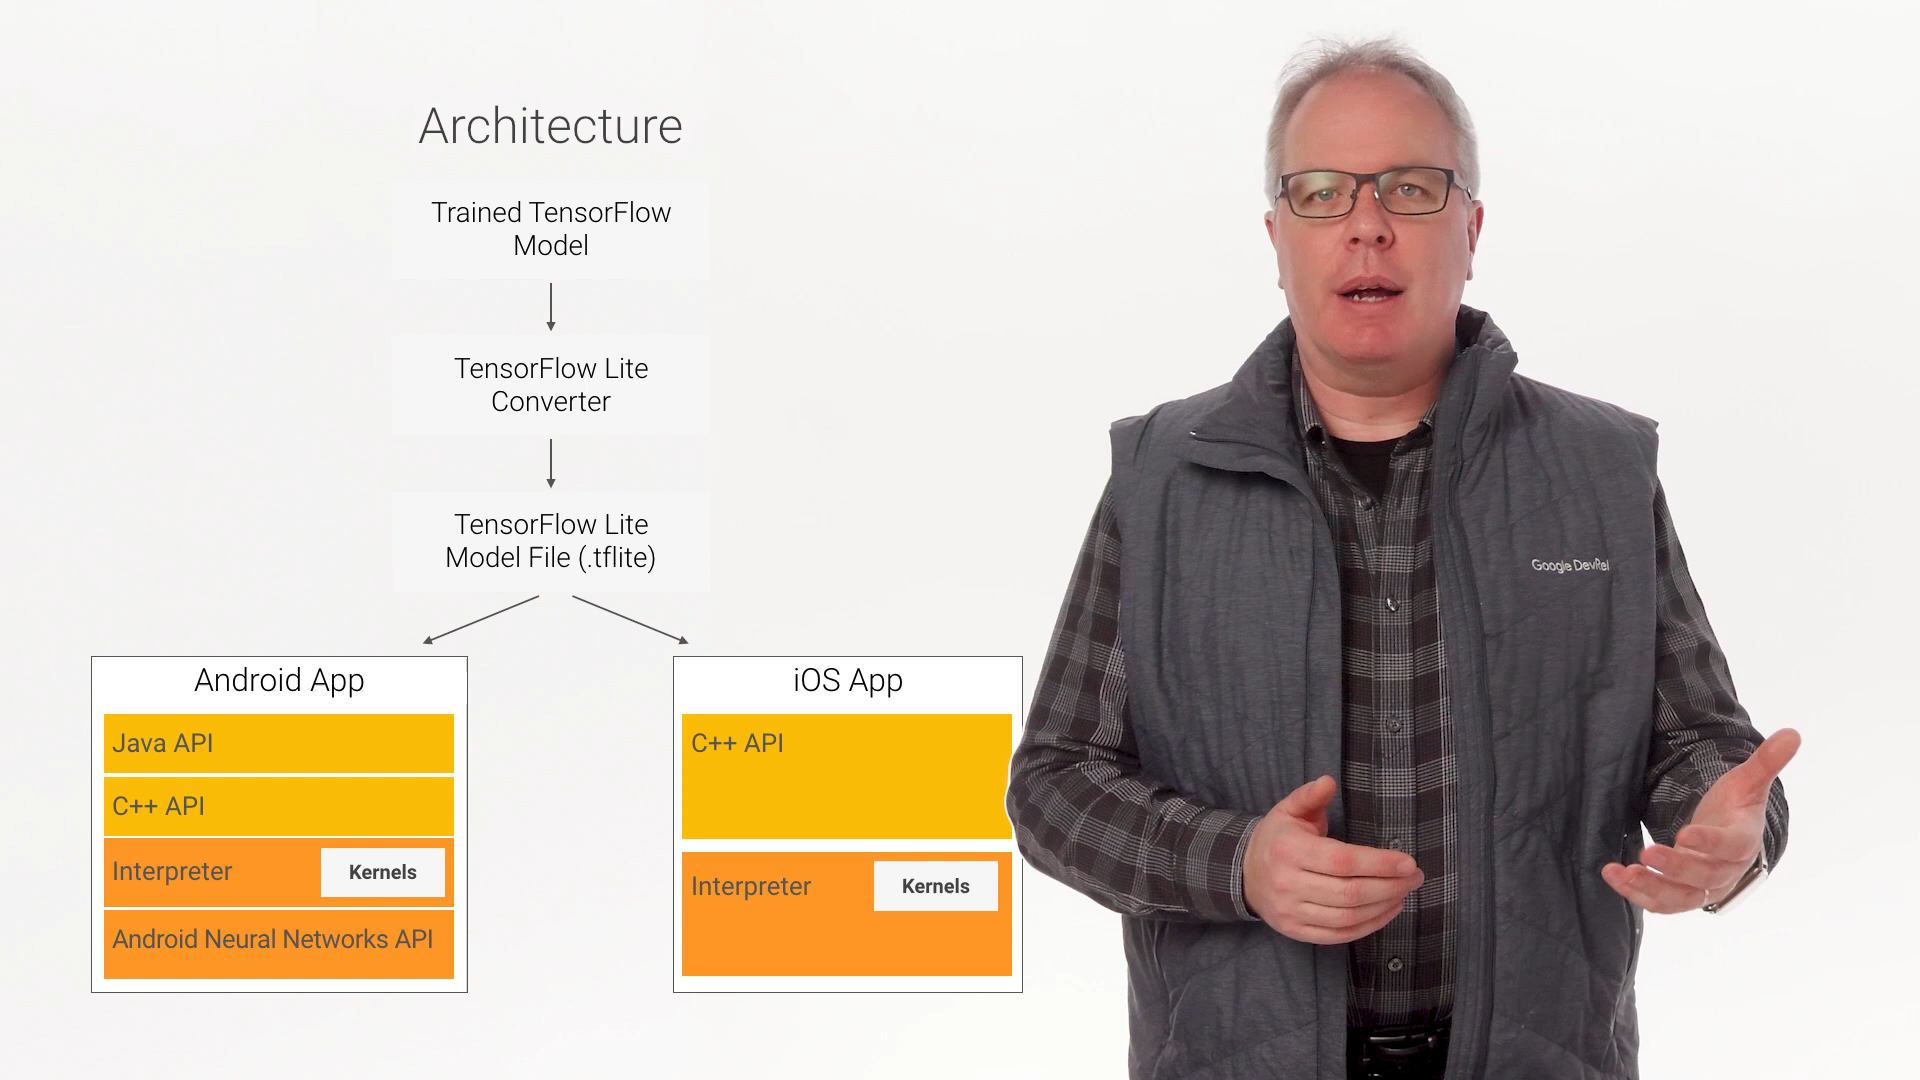 Architecture
Trained TensorFlow
Model
TensorFlow Lite
Converter
TensorFlow Lite
Model File (.tflite)
Android App
Java API
C++ API
Interpreter
Kernels
Android Neural Networks API
iOS App
C++ API
Interpreter
Kernels
Google DevRel